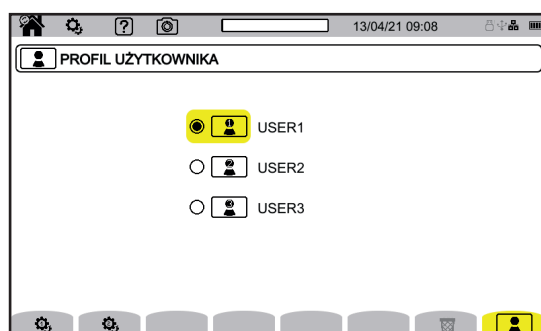 13/04/21 09:08
PROFIL UŻYTKOWNIKA
USER1
USER2
USER3